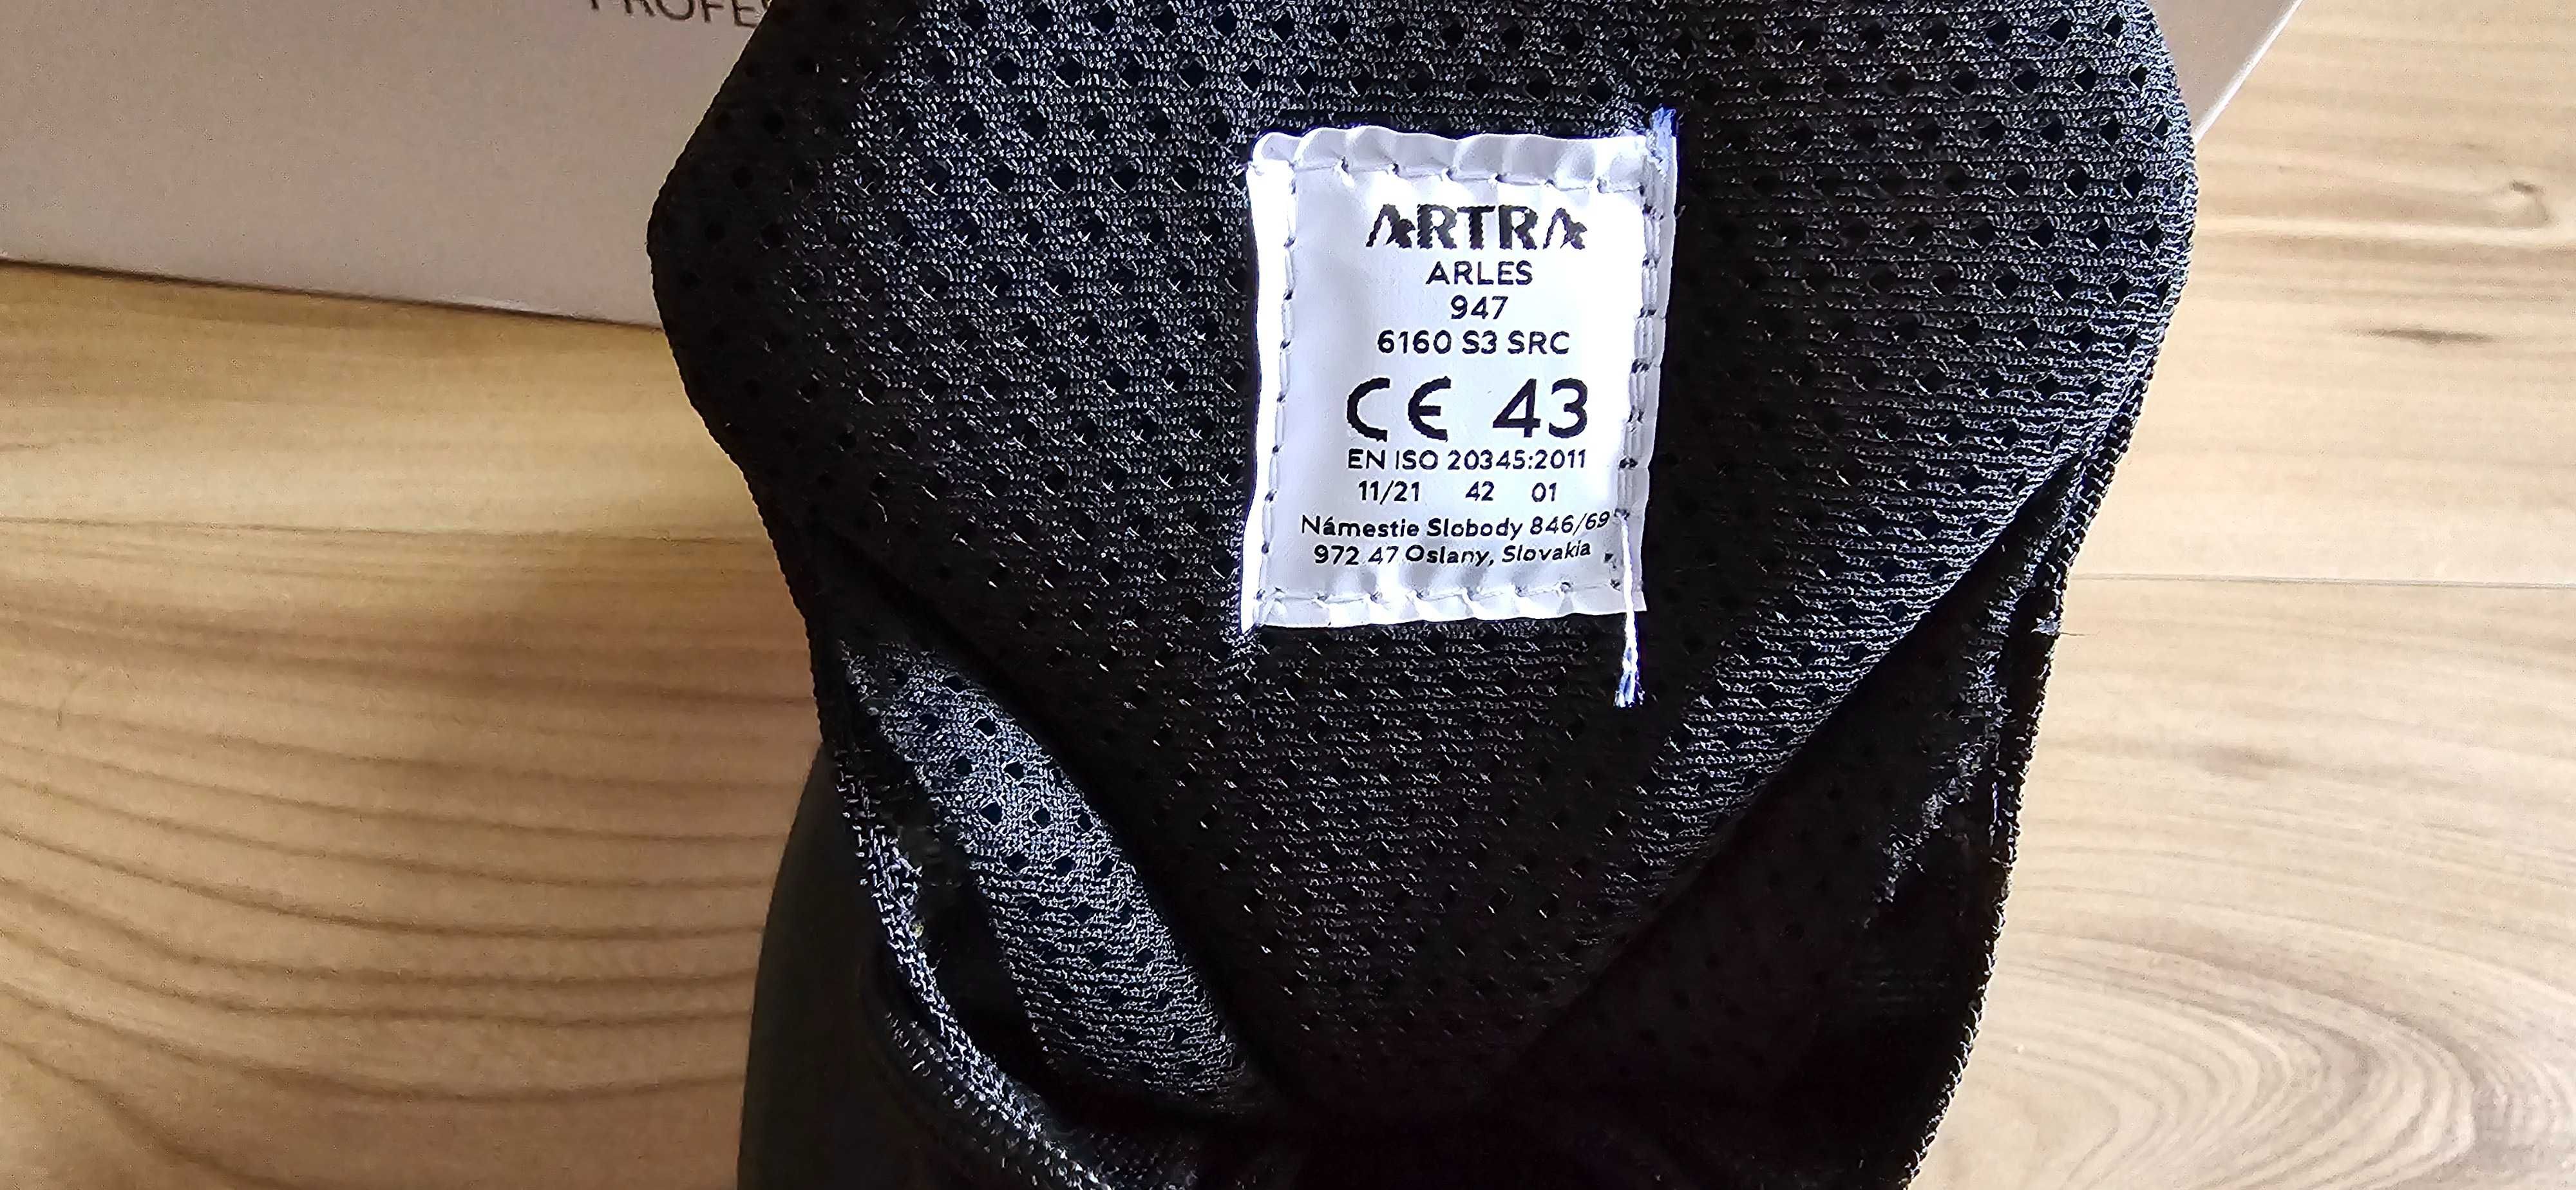 ARTRA
ARLES
947
6160 S3 SRC
CE 43
EN ISO 20345:2011
11/21 42 01
Námestie Slobody 846/69
972 47 Oslany, Slovakia